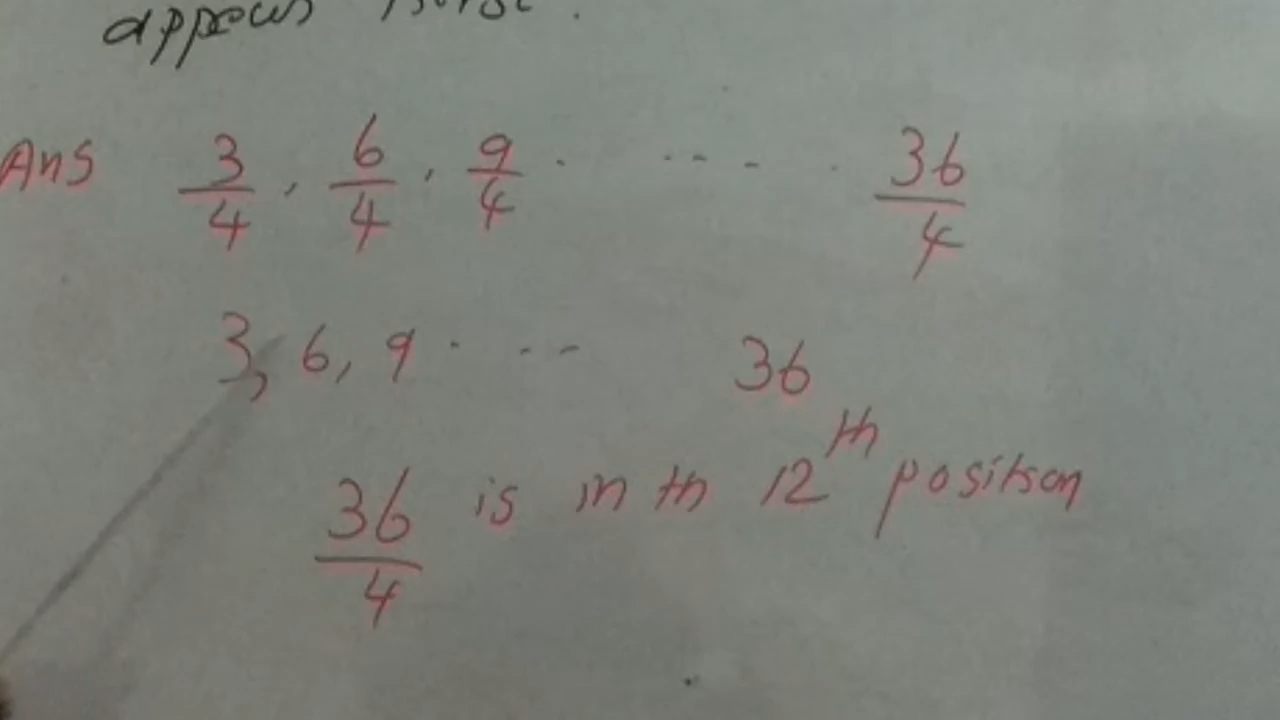 appears
Ans 3/4, 6/4, 9/4 . - - - . 36/4
3, 6, 9 . - - 36
36/4 is in th 12th position